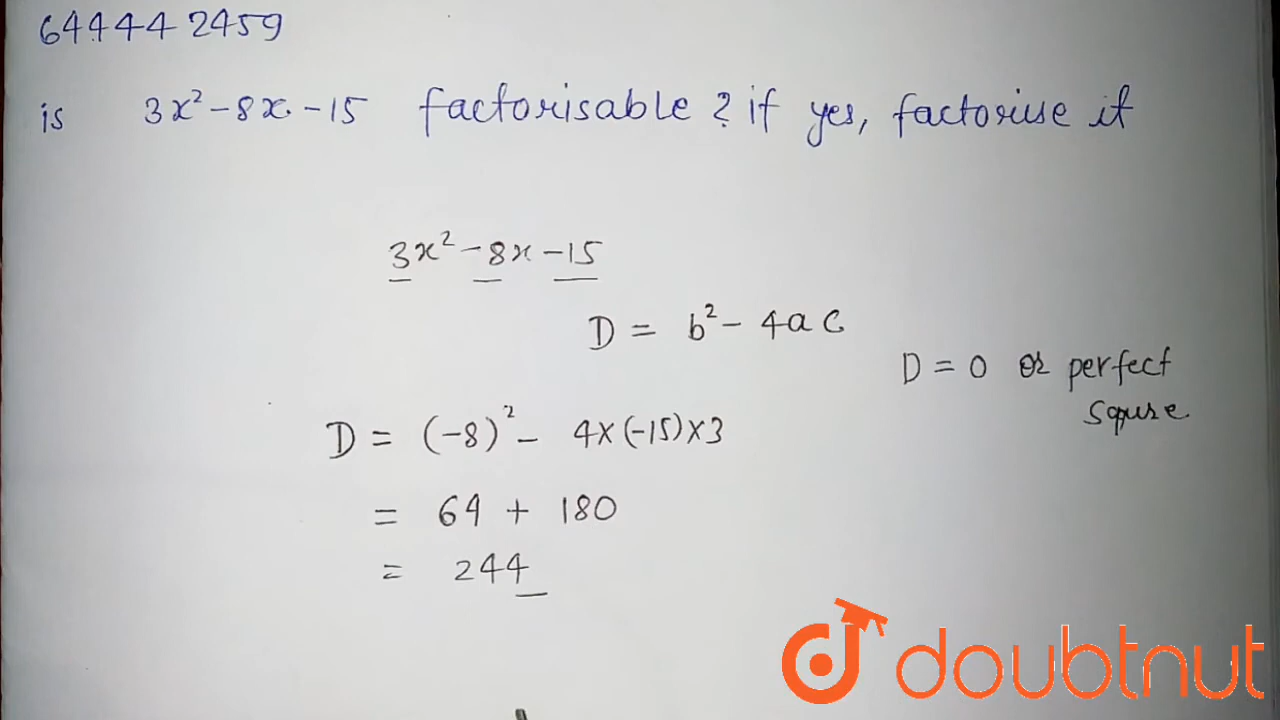 644442459
is 3x² - 8x - 15 factorisable ? if yes, factorise it
3x² - 8x - 15
D = b² - 4ac
D = 0 or perfect
Squre
D = (-8)² - 4×(-15)×3
= 64 + 180
= 244
doubtnut